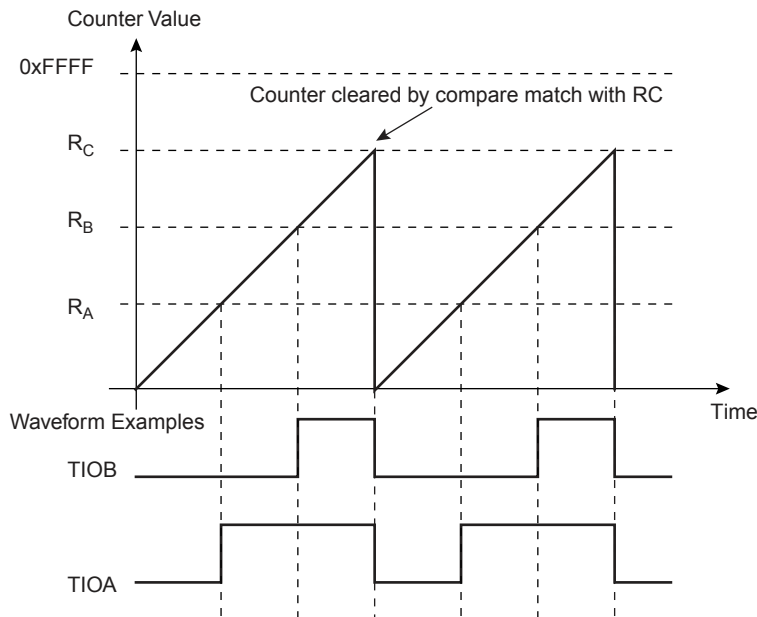 Counter Value
0xFFFF
Counter cleared by compare match with RC
RC
RB
RA
Time
Waveform Examples
TIOB
TIOA